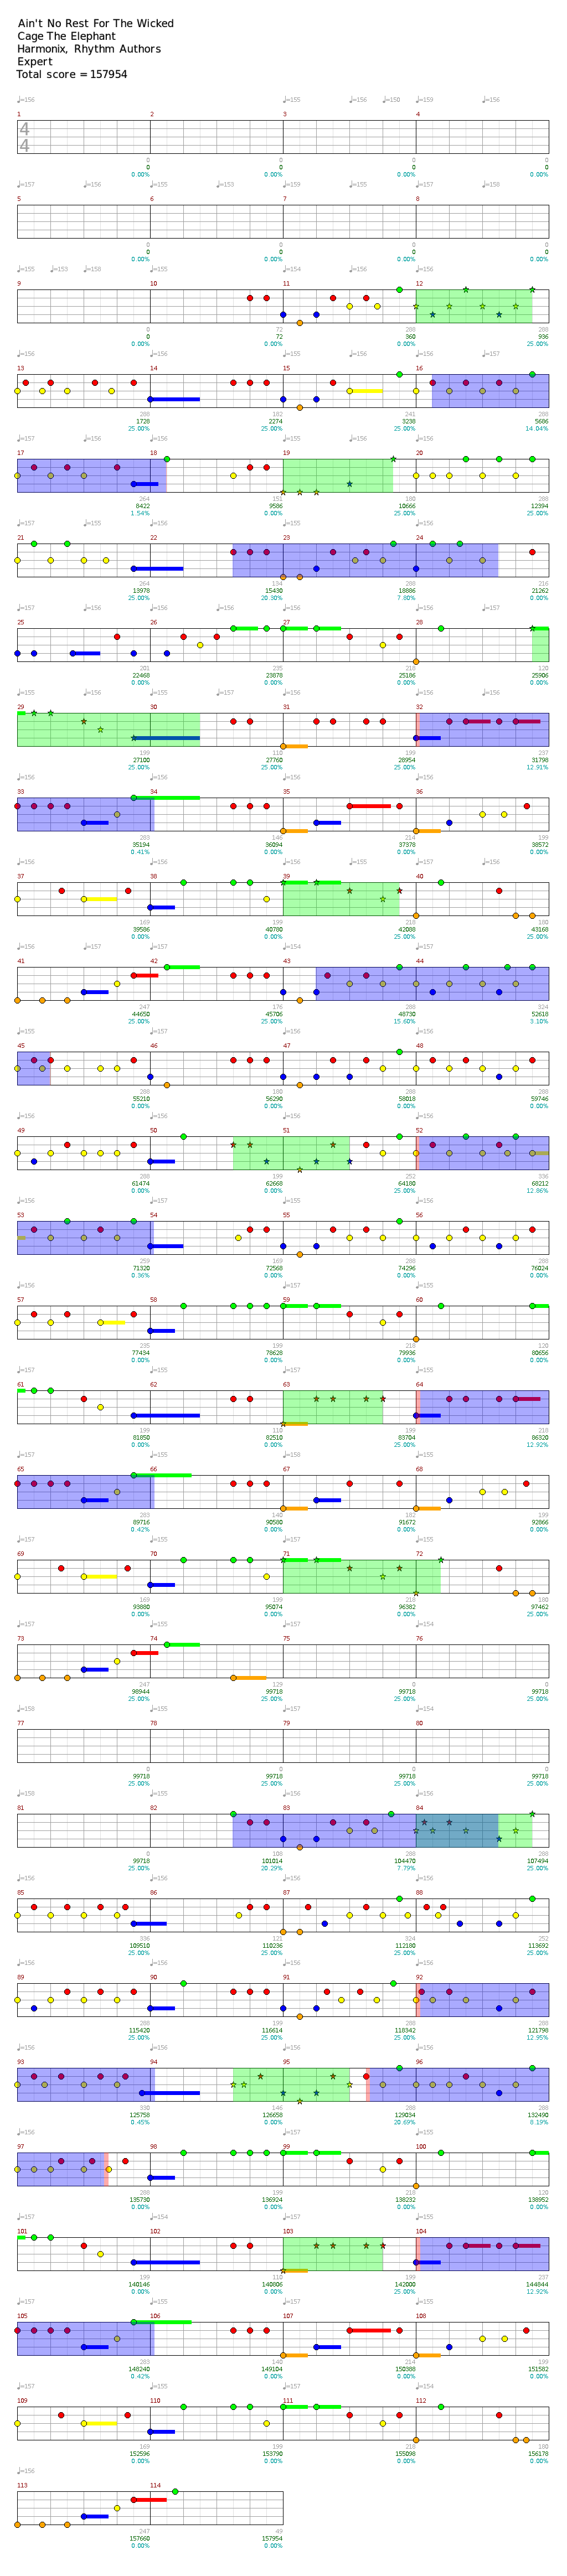 Ain't No Rest For The Wicked
Cage The Elephant
Harmonix, Rhythm Authors
Expert
Total score = 157954
♩=156 ♩=155 ♩=156 ♩=150 ♩=159 ♩=156
1 2 3 4
4
4
0 0 0 0
0 0 0 0
0.00% 0.00% 0.00% 0.00%
♩=157 ♩=156 ♩=155 ♩=153 ♩=159 ♩=155 ♩=157 ♩=158
5 6 7 8
0 0 0 0
0 0 0 0
0.00% 0.00% 0.00% 0.00%
♩=155 ♩=153 ♩=158 ♩=155 ♩=154 ♩=156 ♩=157
9 10 11 12
0 72 288 288
0 72 360 936
0.00% 0.00% 0.00% 25.00%
♩=156 ♩=156
13 14 15 16
288 182 241 288
1728 2274 3238 5686
25.00% 25.00% 25.00% 14.04%
♩=157 ♩=156 ♩=157
17 18 19 20
264 151 180 288
8422 9586 10666 12394
1.54% 0.00% 25.00% 25.00%
21 22 23 24
264 134 288 216
13978 15430 18886 21262
25.00% 20.30% 7.80% 0.00%
25 26 27 28
201 235 218 120
22468 23878 25186 25906
0.00% 0.00% 0.00% 0.00%
29 30 31 32
199 110 199 237
27100 27760 28954 31798
25.00% 25.00% 25.00% 12.91%
33 34 35 36
283 146 214 199
35194 36094 37378 38572
0.41% 0.00% 0.00% 0.00%
37 38 39 40
169 199 218 180
39586 40780 42088 43168
0.00% 0.00% 25.00% 25.00%
41 42 43 44
247 176 288 324
44650 45706 48730 52618
25.00% 25.00% 15.60% 3.10%
45 46 47 48
288 180 288 288
55210 56290 58018 59746
0.00% 0.00% 0.00% 0.00%
49 50 51 52
288 199 252 336
61474 62668 64180 68212
0.00% 0.00% 25.00% 12.86%
53 54 55 56
259 169 288 288
71320 72568 74296 76024
0.36% 0.00% 0.00% 0.00%
57 58 59 60
235 199 218 120
77434 78628 79936 80656
0.00% 0.00% 0.00% 0.00%
61 62 63 64
199 110 199 218
81850 82510 83704 86320
0.00% 0.00% 25.00% 12.92%
65 66 67 68
283 140 182 199
89716 90580 91672 92866
0.42% 0.00% 0.00% 0.00%
69 70 71 72
169 199 218 180
93880 95074 96382 97462
0.00% 0.00% 0.00% 25.00%
73 74 75 76
247 129 0 0
98944 99718 99718 99718
25.00% 25.00% 25.00% 25.00%
77 78 79 80
0 0 0 0
99718 99718 99718 99718
25.00% 25.00% 25.00% 25.00%
81 82 83 84
0 108 288 288
99718 101014 104470 107494
25.00% 20.29% 7.79% 25.00%
85 86 87 88
336 121 324 252
109510 110236 112180 113692
25.00% 25.00% 25.00% 25.00%
89 90 91 92
288 199 288 288
115420 116614 118342 121798
25.00% 25.00% 25.00% 12.95%
93 94 95 96
330 146 288
125758 126658 129034 132490
0.45% 0.00% 20.69% 8.19%
97 98 99 100
288 199 218 120
135730 136924 138232 138952
0.00% 0.00% 0.00% 0.00%
101 102 103 104
199 110 199 237
140146 140806 142000 144844
0.00% 0.00% 25.00% 12.92%
105 106 107 108
283 140 214 199
148240 149104 150388 151582
0.42% 0.00% 0.00% 0.00%
109 110 111 112
169 199 218 180
152596 153790 155098 156178
0.00% 0.00% 0.00% 0.00%
♩=156
113 114
247 49
157660 157954
0.00% 0.00%